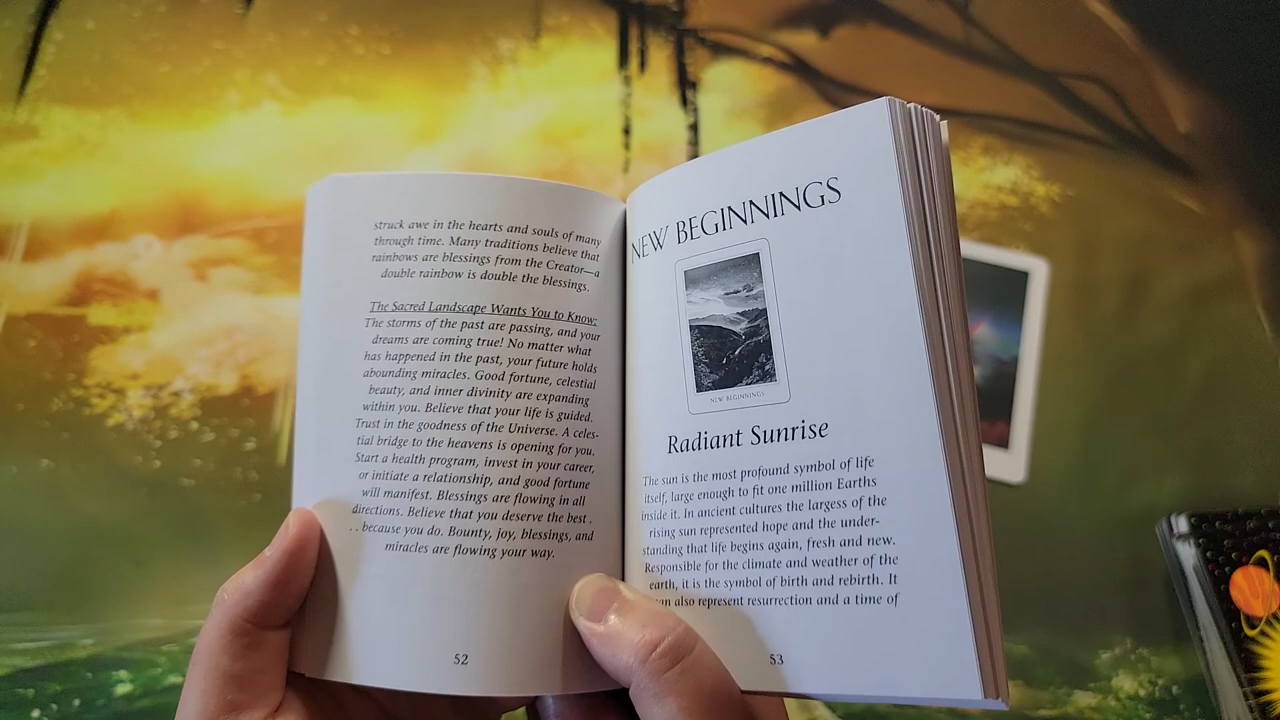 struck awe in the hearts and souls of many
through time. Many traditions believe that
rainbows are blessings from the Creator—a
double rainbow is double the blessings.
The Sacred Landscape Wants You to Know:
The storms of the past are passing, and your
dreams are coming true! No matter what
has happened in the past, your future holds
abounding miracles. Good fortune, celestial
beauty, and inner divinity are expanding
within you. Believe that your life is guided.
Trust in the goodness of the Universe. A celes-
tial bridge to the heavens is opening for you.
Start a health program, invest in your career,
or initiate a relationship, and good fortune
will manifest. Blessings are flowing in all
directions. Believe that you deserve the best .
. . because you do. Bounty, joy, blessings, and
miracles are flowing your way.
52
NEW BEGINNINGS
NEW BEGINNINGS
Radiant Sunrise
The sun is the most profound symbol of life
itself, large enough to fit one million Earths
inside it. In ancient cultures the largess of the
rising sun represented hope and the under-
standing that life begins again, fresh and new.
Responsible for the climate and weather of the
earth, it is the symbol of birth and rebirth. It
can also represent resurrection and a time of
53